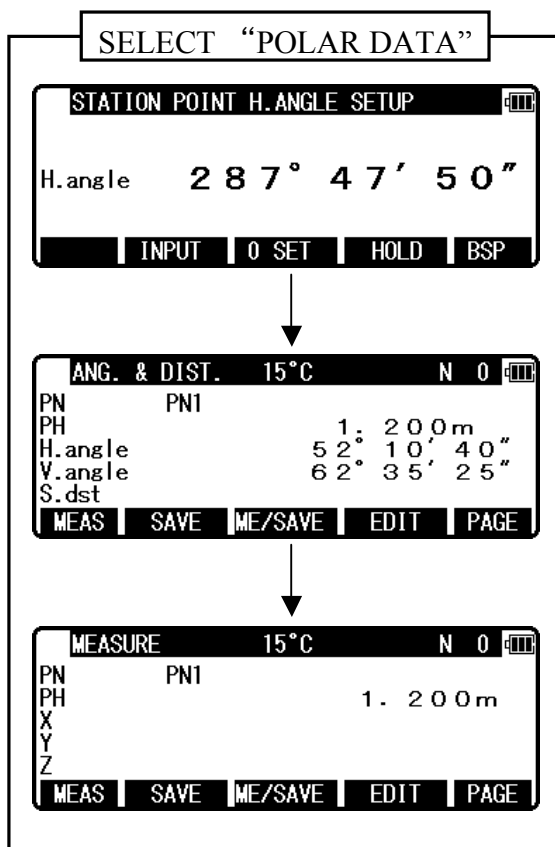 SELECT “POLAR DATA”
STATION POINT H.ANGLE SETUP
H.angle 287° 47′ 50″
INPUT 0 SET HOLD BSP
ANG. & DIST. 15°C N 0
PN PN1
PH 1. 200m
H.angle 52° 10′ 40″
V.angle 62° 35′ 25″
S.dst
MEAS SAVE ME/SAVE EDIT PAGE
MEASURE 15°C N 0
PN PN1
PH 1. 200m
X
Y
Z
MEAS SAVE ME/SAVE EDIT PAGE